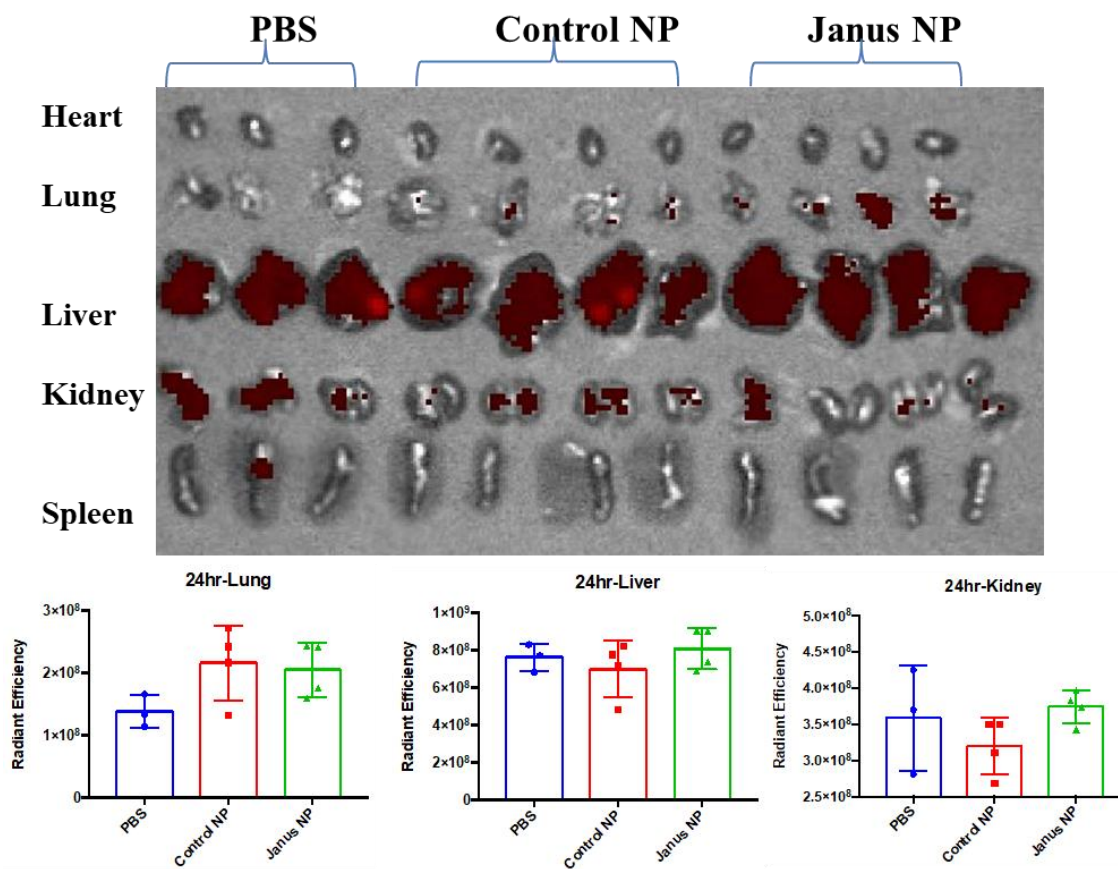 PBS Control NP Janus NP
Heart
Lung
Liver
Kidney
Spleen
24hr-Lung
Radiant Efficiency
3×10⁸
2×10⁸
1×10⁸
0
PBS
Control NP
Janus NP
24hr-Liver
Radiant Efficiency
1×10⁹
8×10⁸
6×10⁸
4×10⁸
2×10⁸
0
PBS
Control NP
Janus NP
24hr-Kidney
Radiant Efficiency
5.0×10⁸
4.5×10⁸
4.0×10⁸
3.5×10⁸
3.0×10⁸
2.5×10⁸
PBS
Control NP
Janus NP